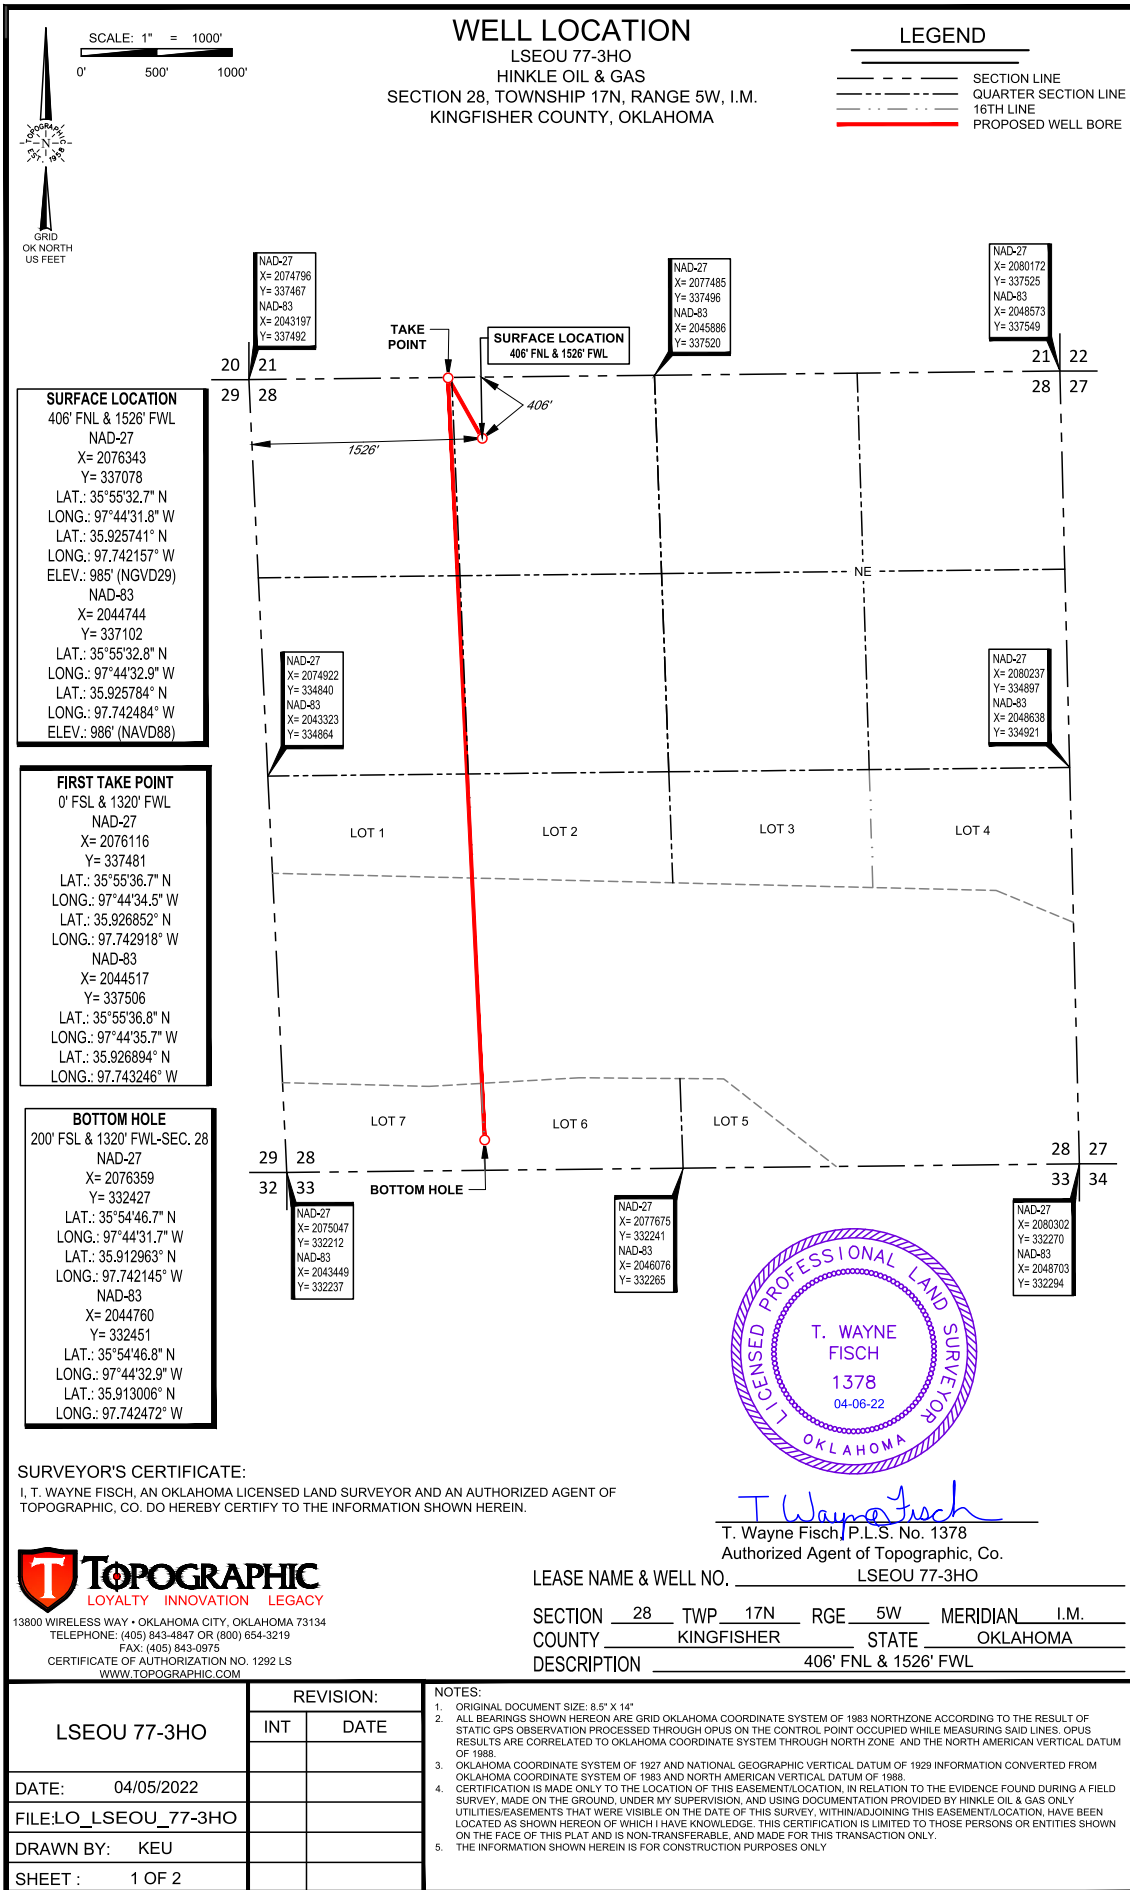 WELL LOCATION
LSEOU 77-3HO
HINKLE OIL & GAS
SECTION 28, TOWNSHIP 17N, RANGE 5W, I.M.
KINGFISHER COUNTY, OKLAHOMA
SCALE: 1" = 1000'
0' 500' 1000'
TOPOGRAPHIC
N
EST. 1958
GRID
OK NORTH
US FEET
LEGEND
SECTION LINE
QUARTER SECTION LINE
16TH LINE
PROPOSED WELL BORE
NAD-27
X= 2074796
Y= 337467
NAD-83
X= 2043197
Y= 337492
NAD-27
X= 2077485
Y= 337496
NAD-83
X= 2045886
Y= 337520
NAD-27
X= 2080172
Y= 337525
NAD-83
X= 2048573
Y= 337549
TAKE
POINT
SURFACE LOCATION
406' FNL & 1526' FWL
20 21
29 28
21 22
28 27
406'
1526'
NE
SURFACE LOCATION
406' FNL & 1526' FWL
NAD-27
X= 2076343
Y= 337078
LAT.: 35°55'32.7" N
LONG.: 97°44'31.8" W
LAT.: 35.925741° N
LONG.: 97.742157° W
ELEV.: 985' (NGVD29)
NAD-83
X= 2044744
Y= 337102
LAT.: 35°55'32.8" N
LONG.: 97°44'32.9" W
LAT.: 35.925784° N
LONG.: 97.742484° W
ELEV.: 986' (NAVD88)
NAD-27
X= 2074922
Y= 334840
NAD-83
X= 2043323
Y= 334864
NAD-27
X= 2080237
Y= 334897
NAD-83
X= 2048638
Y= 334921
FIRST TAKE POINT
0' FSL & 1320' FWL
NAD-27
X= 2076116
Y= 337481
LAT.: 35°55'36.7" N
LONG.: 97°44'34.5" W
LAT.: 35.926852° N
LONG.: 97.742918° W
NAD-83
X= 2044517
Y= 337506
LAT.: 35°55'36.8" N
LONG.: 97°44'35.7" W
LAT.: 35.926894° N
LONG.: 97.743246° W
LOT 1 LOT 2 LOT 3 LOT 4
LOT 7 LOT 6 LOT 5
BOTTOM HOLE
200' FSL & 1320' FWL-SEC. 28
NAD-27
X= 2076359
Y= 332427
LAT.: 35°54'46.7" N
LONG.: 97°44'31.7" W
LAT.: 35.912963° N
LONG.: 97.742145° W
NAD-83
X= 2044760
Y= 332451
LAT.: 35°54'46.8" N
LONG.: 97°44'32.9" W
LAT.: 35.913006° N
LONG.: 97.742472° W
29 28
32 33
28 27
33 34
BOTTOM HOLE
NAD-27
X= 2075047
Y= 332212
NAD-83
X= 2043449
Y= 332237
NAD-27
X= 2077675
Y= 332241
NAD-83
X= 2046076
Y= 332265
NAD-27
X= 2080302
Y= 332270
NAD-83
X= 2048703
Y= 332294
LICENSED PROFESSIONAL LAND SURVEYOR
T. WAYNE
FISCH
1378
04-06-22
OKLAHOMA
SURVEYOR'S CERTIFICATE:
I, T. WAYNE FISCH, AN OKLAHOMA LICENSED LAND SURVEYOR AND AN AUTHORIZED AGENT OF
TOPOGRAPHIC, CO. DO HEREBY CERTIFY TO THE INFORMATION SHOWN HEREIN.
T Wayne Fisch
T. Wayne Fisch, P.L.S. No. 1378
Authorized Agent of Topographic, Co.
T TOPOGRAPHIC
LOYALTY INNOVATION LEGACY
13800 WIRELESS WAY • OKLAHOMA CITY, OKLAHOMA 73134
TELEPHONE: (405) 843-4847 OR (800) 654-3219
FAX: (405) 843-0975
CERTIFICATE OF AUTHORIZATION NO. 1292 LS
WWW.TOPOGRAPHIC.COM
LEASE NAME & WELL NO. LSEOU 77-3HO
SECTION 28 TWP 17N RGE 5W MERIDIAN I.M.
COUNTY KINGFISHER STATE OKLAHOMA
DESCRIPTION 406' FNL & 1526' FWL
LSEOU 77-3HO
REVISION:
INT DATE
DATE: 04/05/2022
FILE:LO_LSEOU_77-3HO
DRAWN BY: KEU
SHEET : 1 OF 2
NOTES:
1. ORIGINAL DOCUMENT SIZE: 8.5" X 14"
2. ALL BEARINGS SHOWN HEREON ARE GRID OKLAHOMA COORDINATE SYSTEM OF 1983 NORTHZONE ACCORDING TO THE RESULT OF
STATIC GPS OBSERVATION PROCESSED THROUGH OPUS ON THE CONTROL POINT OCCUPIED WHILE MEASURING SAID LINES. OPUS
RESULTS ARE CORRELATED TO OKLAHOMA COORDINATE SYSTEM THROUGH NORTH ZONE AND THE NORTH AMERICAN VERTICAL DATUM
OF 1988.
3. OKLAHOMA COORDINATE SYSTEM OF 1927 AND NATIONAL GEOGRAPHIC VERTICAL DATUM OF 1929 INFORMATION CONVERTED FROM
OKLAHOMA COORDINATE SYSTEM OF 1983 AND NORTH AMERICAN VERTICAL DATUM OF 1988.
4. CERTIFICATION IS MADE ONLY TO THE LOCATION OF THIS EASEMENT/LOCATION, IN RELATION TO THE EVIDENCE FOUND DURING A FIELD
SURVEY, MADE ON THE GROUND, UNDER MY SUPERVISION, AND USING DOCUMENTATION PROVIDED BY HINKLE OIL & GAS ONLY
UTILITIES/EASEMENTS THAT WERE VISIBLE ON THE DATE OF THIS SURVEY, WITHIN/ADJOINING THIS EASEMENT/LOCATION, HAVE BEEN
LOCATED AS SHOWN HEREON OF WHICH I HAVE KNOWLEDGE. THIS CERTIFICATION IS LIMITED TO THOSE PERSONS OR ENTITIES SHOWN
ON THE FACE OF THIS PLAT AND IS NON-TRANSFERABLE, AND MADE FOR THIS TRANSACTION ONLY.
5. THE INFORMATION SHOWN HEREIN IS FOR CONSTRUCTION PURPOSES ONLY